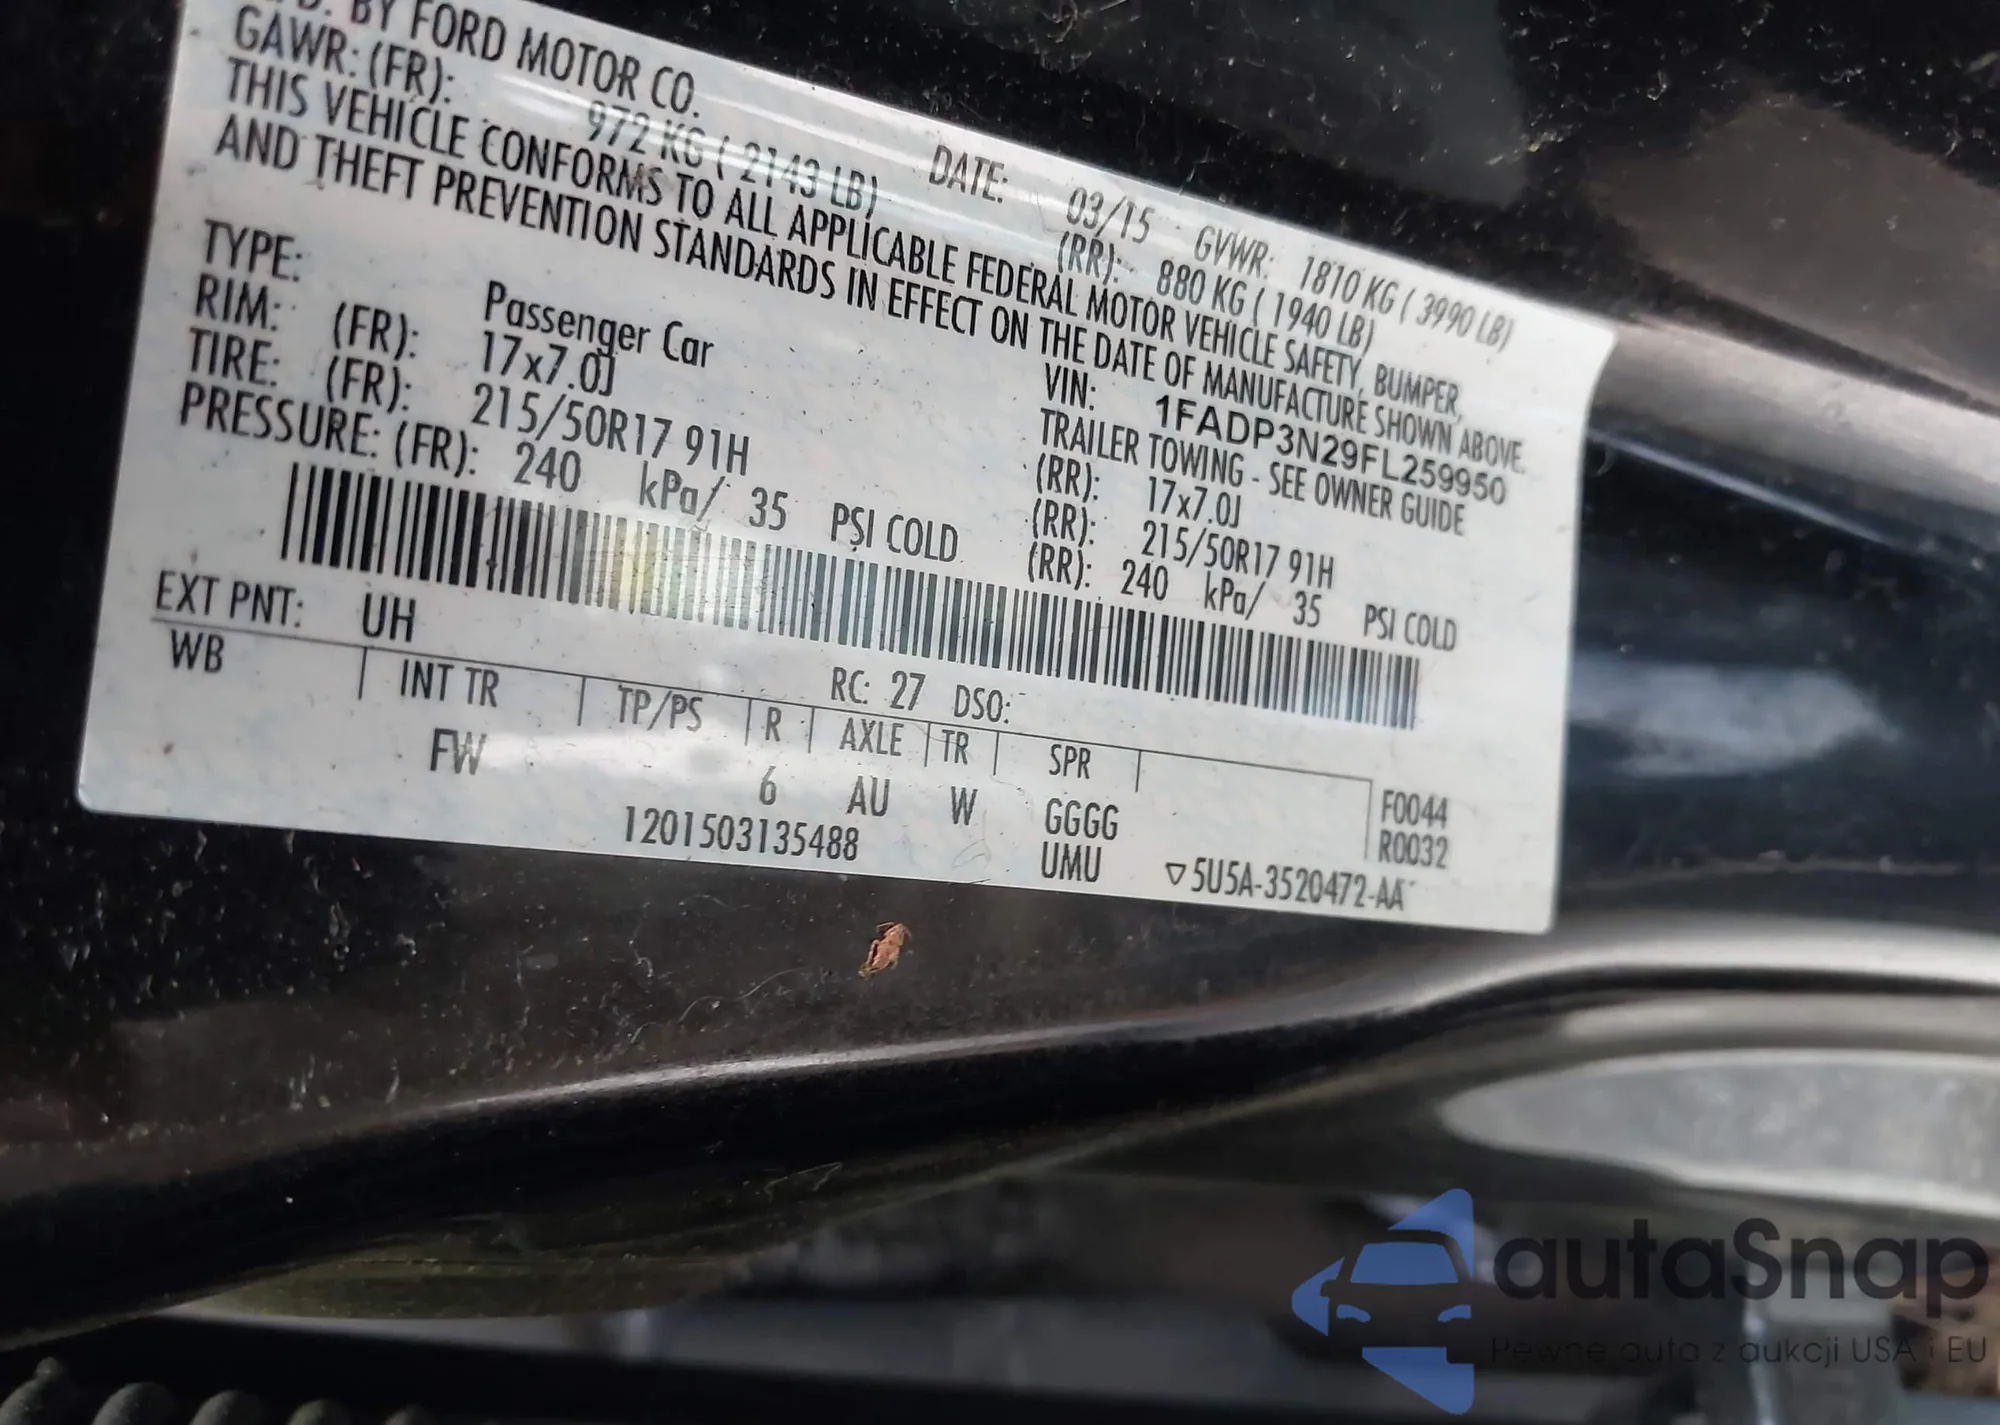 BY FORD MOTOR CO.
DATE: 03/15 GVWR: 1810 KG ( 3990 LB)
GAWR: (FR): 972 KG ( 2143 LB) (RR): 880 KG ( 1940 LB)
THIS VEHICLE CONFORMS TO ALL APPLICABLE FEDERAL MOTOR VEHICLE SAFETY, BUMPER,
AND THEFT PREVENTION STANDARDS IN EFFECT ON THE DATE OF MANUFACTURE SHOWN ABOVE.
VIN: 1FADP3N29FL259950
TYPE: Passenger Car TRAILER TOWING - SEE OWNER GUIDE
RIM: (FR): 17x7.0J (RR): 17x7.0J
TIRE: (FR): 215/50R17 91H (RR): 215/50R17 91H
PRESSURE: (FR): 240 kPa/ 35 PSI COLD (RR): 240 kPa/ 35 PSI COLD
EXT PNT: UH RC: 27 DSO:
WB INT TR TP/PS R AXLE TR SPR
FW 6 AU W GGGG F0044
UMU R0032
1201503135488 ▽5U5A-3520472-AA
autaSnap
Pewne auta z aukcji USA i EU